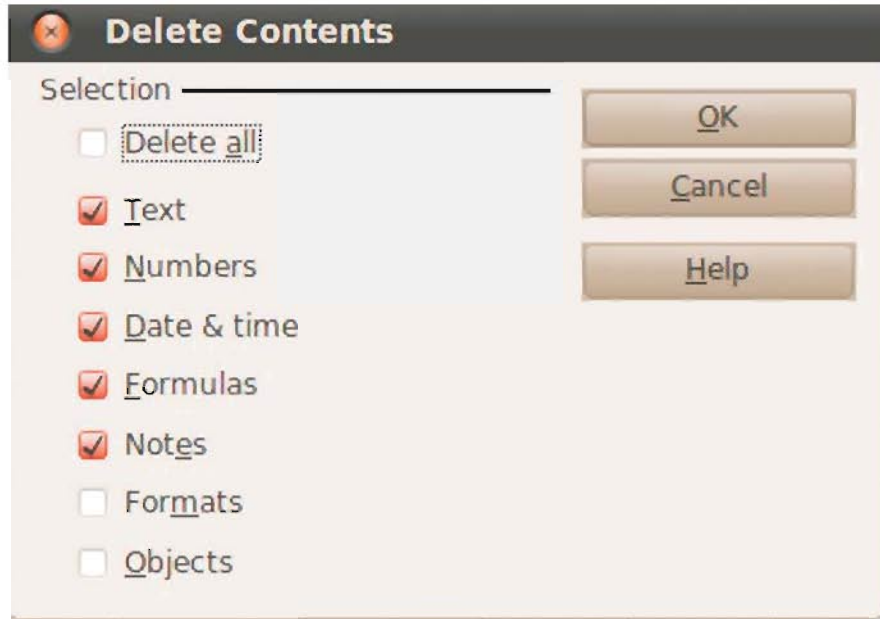 Delete Contents
Selection
Delete all
Text
Numbers
Date & time
Formulas
Notes
Formats
Objects
OK
Cancel
Help